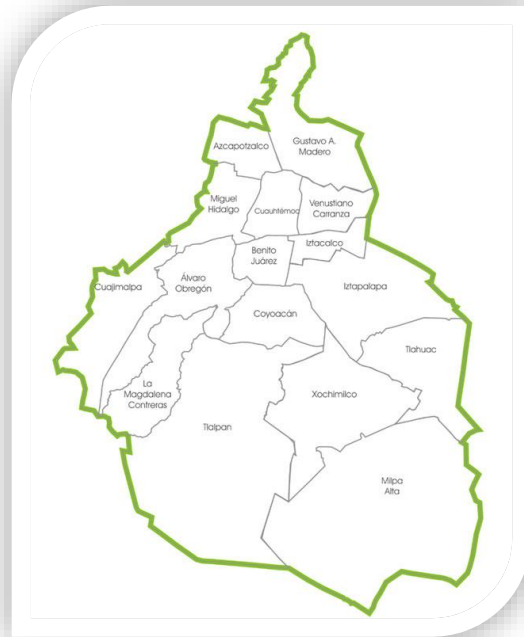 Azcapotzalco
Gustavo A.
Madero
Miguel
Hidalgo
Cuauhtémoc
Venustiano
Carranza
Iztacalco
Benito
Juárez
Cuajimalpa
Álvaro
Obregón
Iztapalapa
Coyoacán
Tlahuac
La
Magdalena
Contreras
Xochimilco
Tlalpan
Milpa
Alta